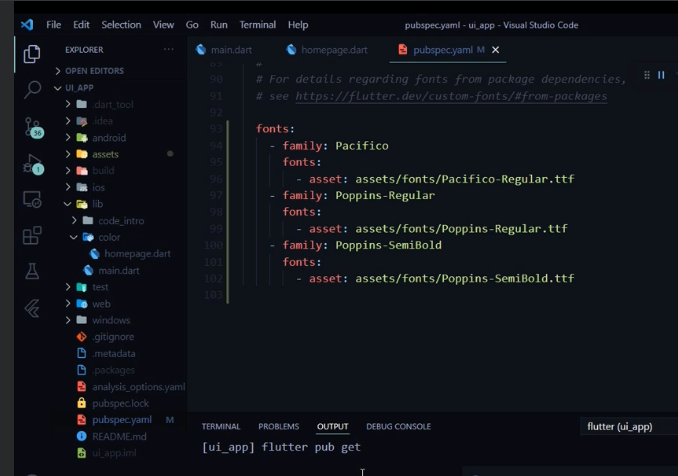 File Edit Selection View Go Run Terminal Help
pubspec.yaml - ui_app - Visual Studio Code
EXPLORER
main.dart
homepage.dart
pubspec.yaml M
OPEN EDITORS
UI_APP
.dart_tool
.idea
android
assets
build
ios
lib
code_intro
color
homepage.dart
main.dart
test
web
windows
.gitignore
.metadata
.packages
analysis_options.yaml
pubspec.lock
pubspec.yaml M
README.md
ui_app.iml
36
1
89 #
90 # For details regarding fonts from package dependencies,
91 # see https://flutter.dev/custom-fonts/#from-packages
92
93 fonts:
94 - family: Pacifico
95 fonts:
96 - asset: assets/fonts/Pacifico-Regular.ttf
97 - family: Poppins-Regular
98 fonts:
99 - asset: assets/fonts/Poppins-Regular.ttf
100 - family: Poppins-SemiBold
101 fonts:
102 - asset: assets/fonts/Poppins-SemiBold.ttf
103
TERMINAL PROBLEMS OUTPUT DEBUG CONSOLE
flutter (ui_app)
[ui_app] flutter pub get